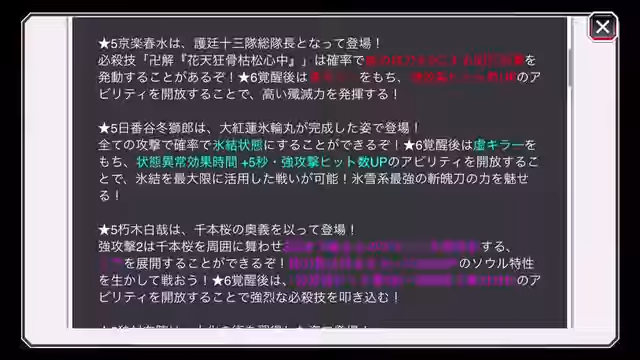 ★5京楽春水は、護廷十三隊総隊長となって登場！
必殺技「卍解『花天狂骨枯松心中』」は確率で を
発動することがあるぞ！★6覚醒後は をもち、 のア
ビリティを開放することで、高い殲滅力を発揮する！
★5日番谷冬獅郎は、大紅蓮氷輪丸が完成した姿で登場！
全ての攻撃で確率で氷結状態にすることができるぞ！★6覚醒後は虚キラーを
もち、状態異常効果時間 +5秒・強攻撃ヒット数UPのアビリティを開放するこ
とで、氷結を最大限に活用した戦いが可能！氷雪系最強の斬魄刀の力を魅せ
る！
★5朽木白哉は、千本桜の奥義を以って登場！
強攻撃2は千本桜を周囲に舞わせ する、
を展開することができるぞ！ のソウル特性
を生かして戦おう！★6覚醒後は、 のア
ビリティを開放することで強烈な必殺技を叩き込む！